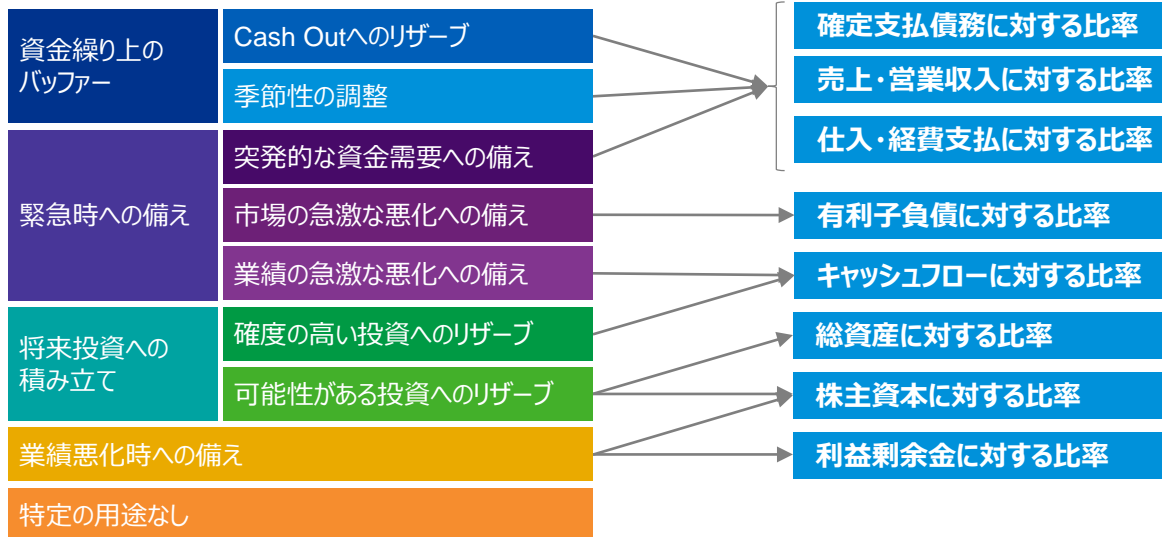 資金繰り上の
バッファー
Cash Outへのリザーブ
季節性の調整
緊急時への備え
突発的な資金需要への備え
市場の急激な悪化への備え
業績の急激な悪化への備え
将来投資への
積み立て
確度の高い投資へのリザーブ
可能性がある投資へのリザーブ
業績悪化時への備え
特定の用途なし
確定支払債務に対する比率
売上・営業収入に対する比率
仕入・経費支払に対する比率
有利子負債に対する比率
キャッシュフローに対する比率
総資産に対する比率
株主資本に対する比率
利益剰余金に対する比率